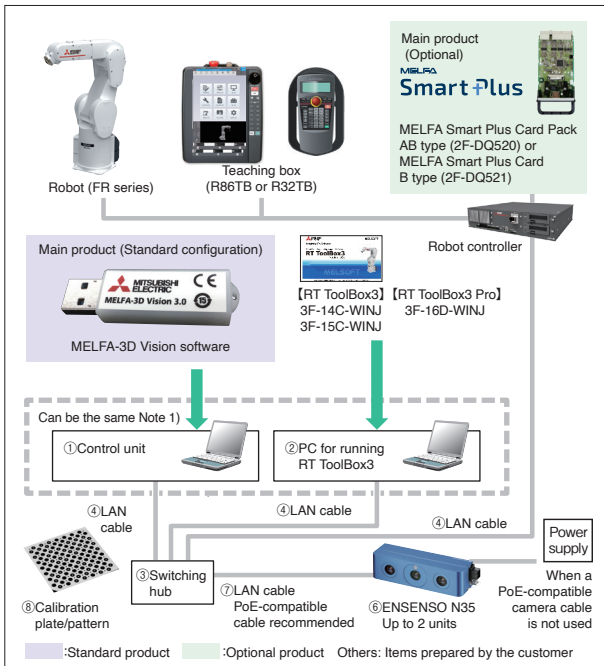 Main product
(Optional)
MELFA
Smart Plus
MELFA Smart Plus Card Pack
AB type (2F-DQ520) or
MELFA Smart Plus Card
B type (2F-DQ521)
Robot (FR series)
Teaching box
(R86TB or R32TB)
Robot controller
Main product (Standard configuration)
MITSUBISHI
ELECTRIC
MELFA-3D Vision 3.0
CE
15
MELFA-3D Vision software
RT ToolBox3
MELSOFT
【RT ToolBox3】
3F-14C-WINJ
3F-15C-WINJ
【RT ToolBox3 Pro】
3F-16D-WINJ
Can be the same Note 1)
①Control unit
②PC for running
RT ToolBox3
④LAN
cable
④LAN cable
④LAN cable
Power
supply
③Switching
hub
⑦LAN cable
PoE-compatible
cable recommended
⑥ENSENSO N35
Up to 2 units
When a
PoE-compatible
camera cable
is not used
⑧Calibration
plate/pattern
:Standard product
:Optional product
Others: Items prepared by the customer